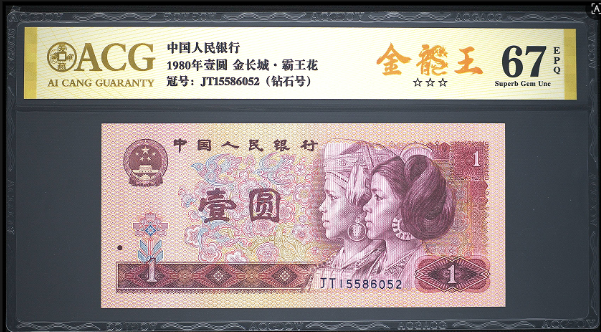 ACG
AI CANG GUARANTY
中国人民银行
1980年壹圆 金长城·霸王花
冠号：JT15586052（钻石号）
金龍王
☆☆☆
67 EPQ
Superb Gem Unc
中国人民银行
1
壹圆
1
JT15586052
1